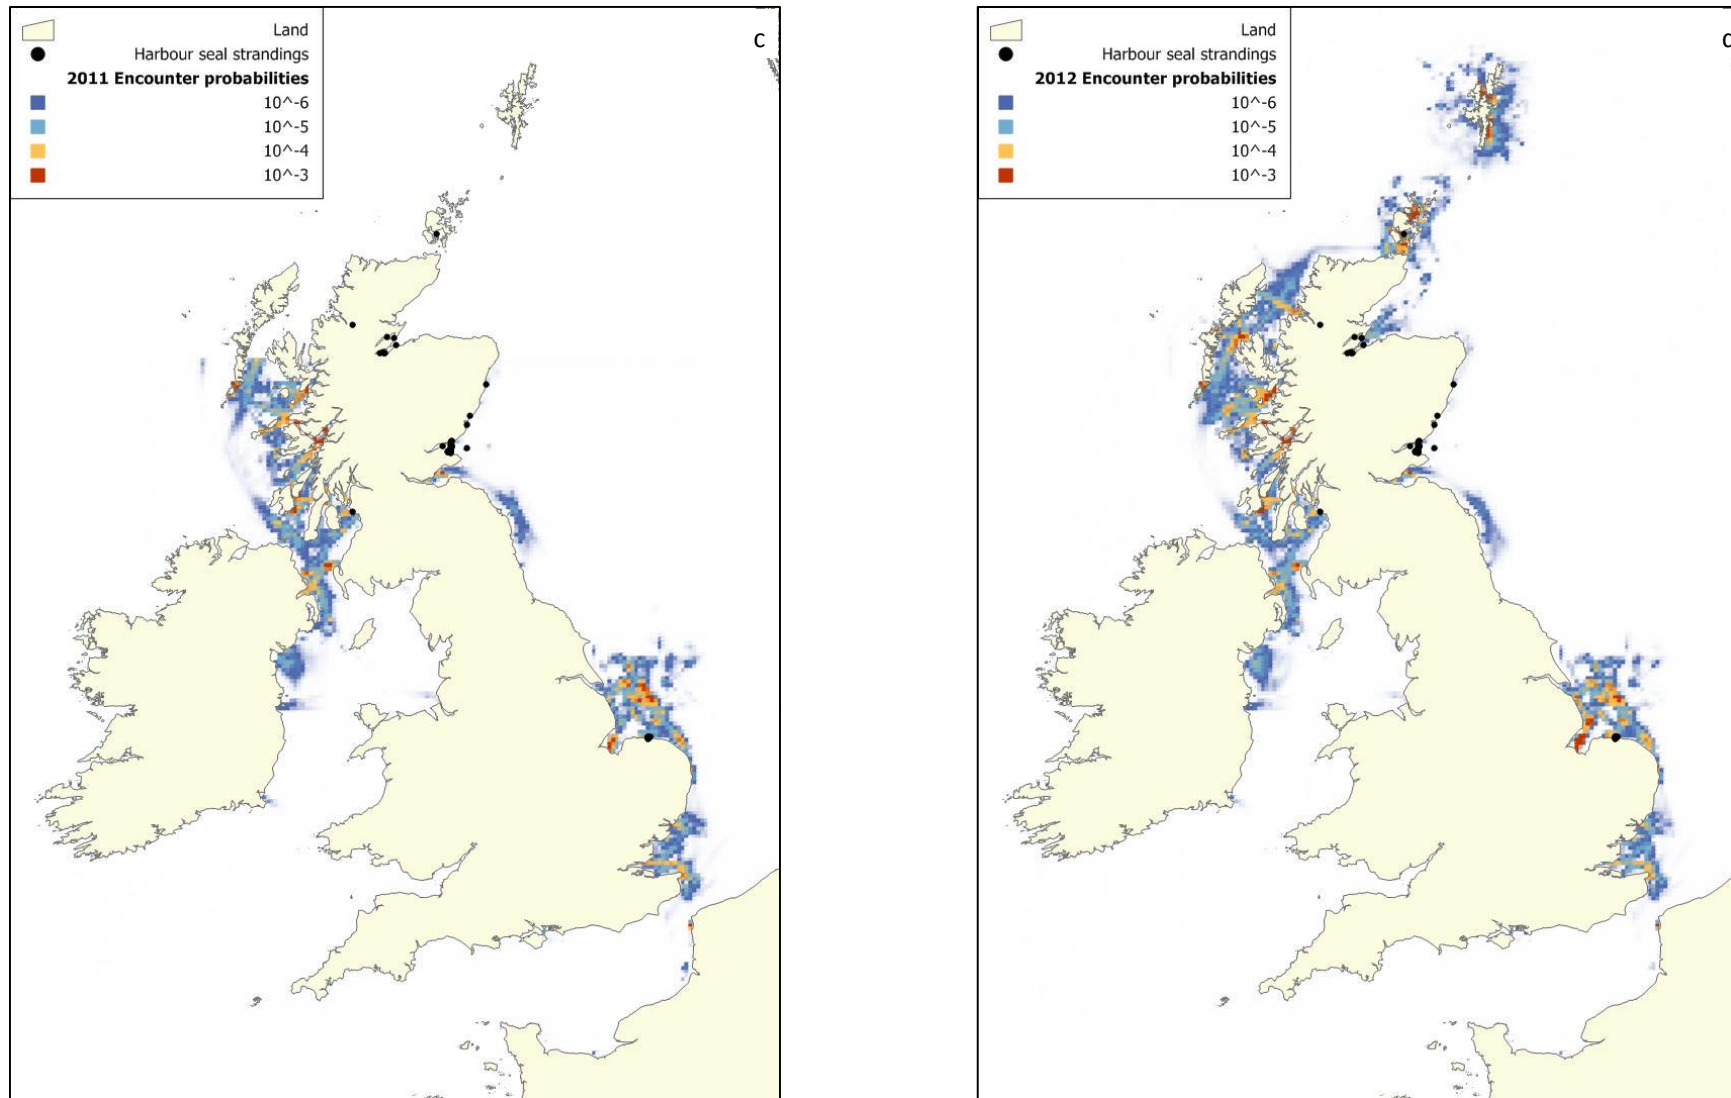 Land
Harbour seal strandings
2011 Encounter probabilities
10^-6
10^-5
10^-4
10^-3
c
Land
Harbour seal strandings
2012 Encounter probabilities
10^-6
10^-5
10^-4
10^-3